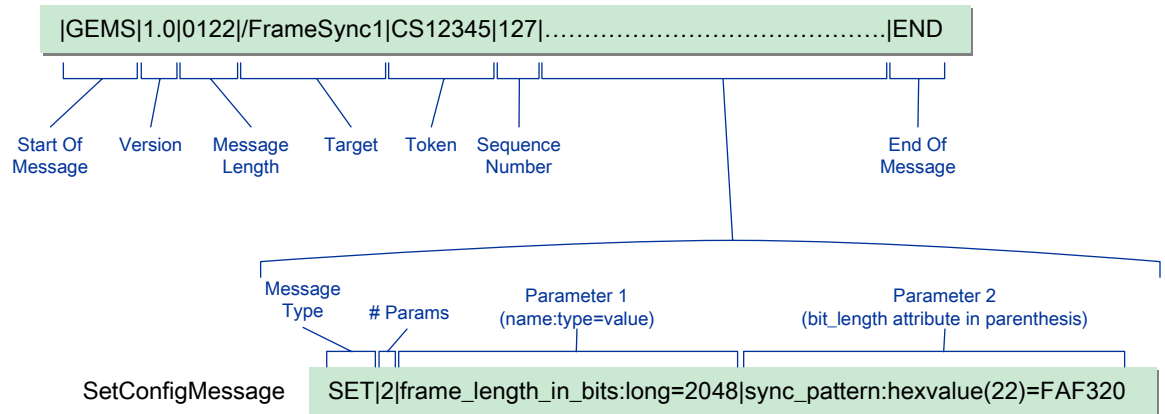 |GEMS|1.0|0122|/FrameSync1|CS12345|127|..........................................|END
Start Of
Message
Version
Message
Length
Target
Token
Sequence
Number
End Of
Message
Message
Type
# Params
Parameter 1
(name:type=value)
Parameter 2
(bit_length attribute in parenthesis)
SetConfigMessage
SET|2|frame_length_in_bits:long=2048|sync_pattern:hexvalue(22)=FAF320